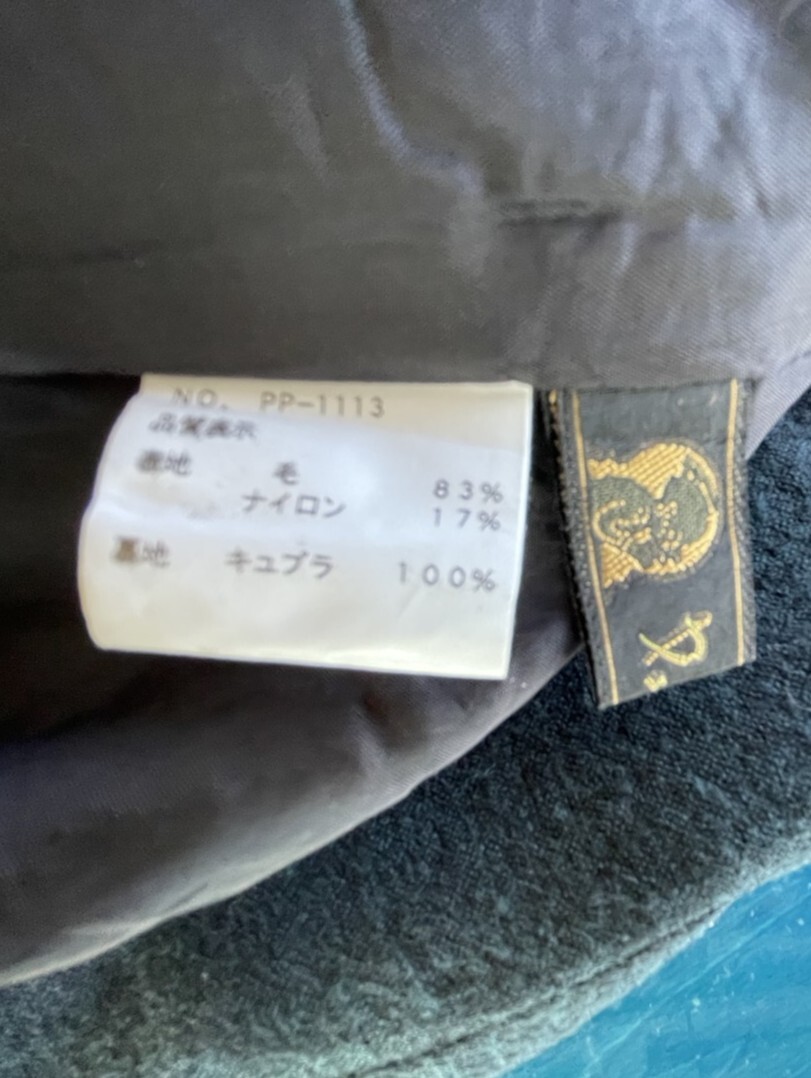 NO. PP-1113
品質表示
表地 毛 83%
ナイロン 17%
裏地 キュプラ 100%